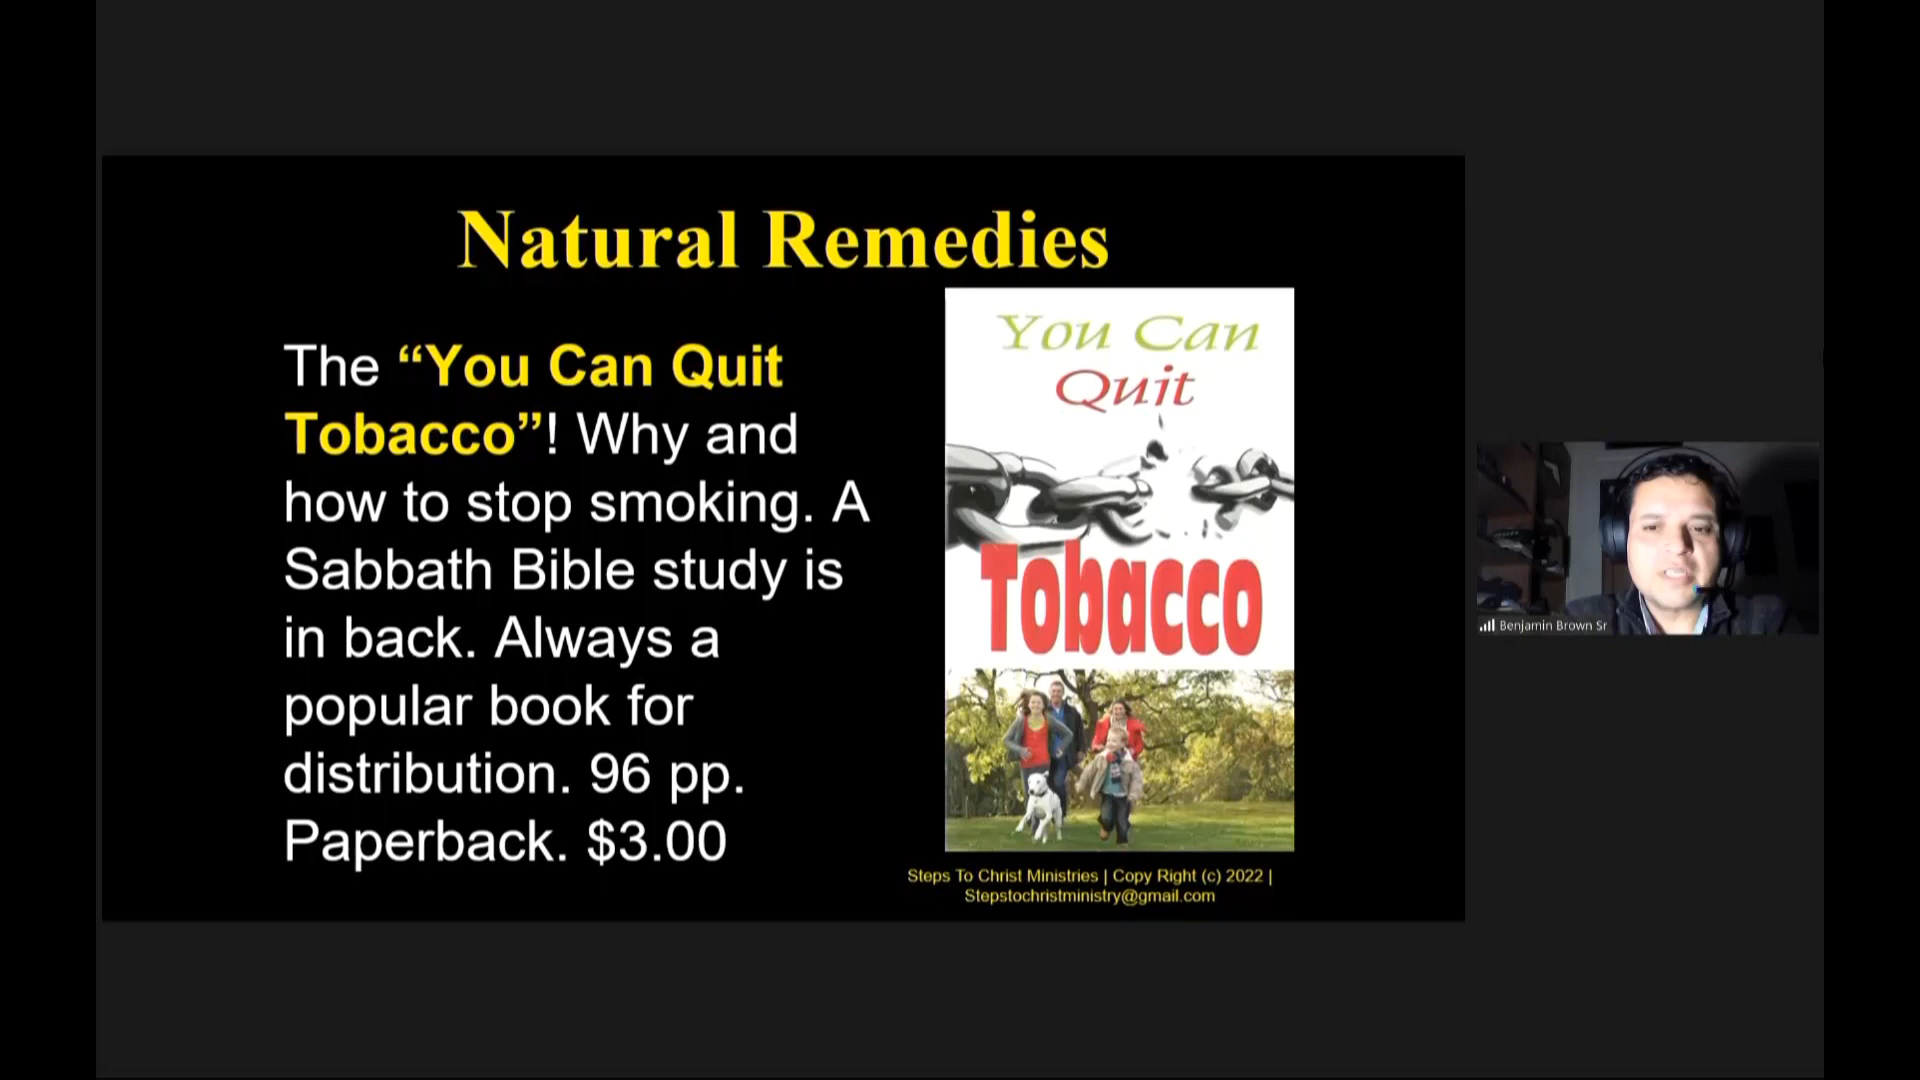 Natural Remedies
The “You Can Quit
Tobacco”! Why and
how to stop smoking. A
Sabbath Bible study is
in back. Always a
popular book for
distribution. 96 pp.
Paperback. $3.00
You Can
Quit
Tobacco
Steps To Christ Ministries | Copy Right (c) 2022 |
Stepstochristministry@gmail.com
Benjamin Brown Sr